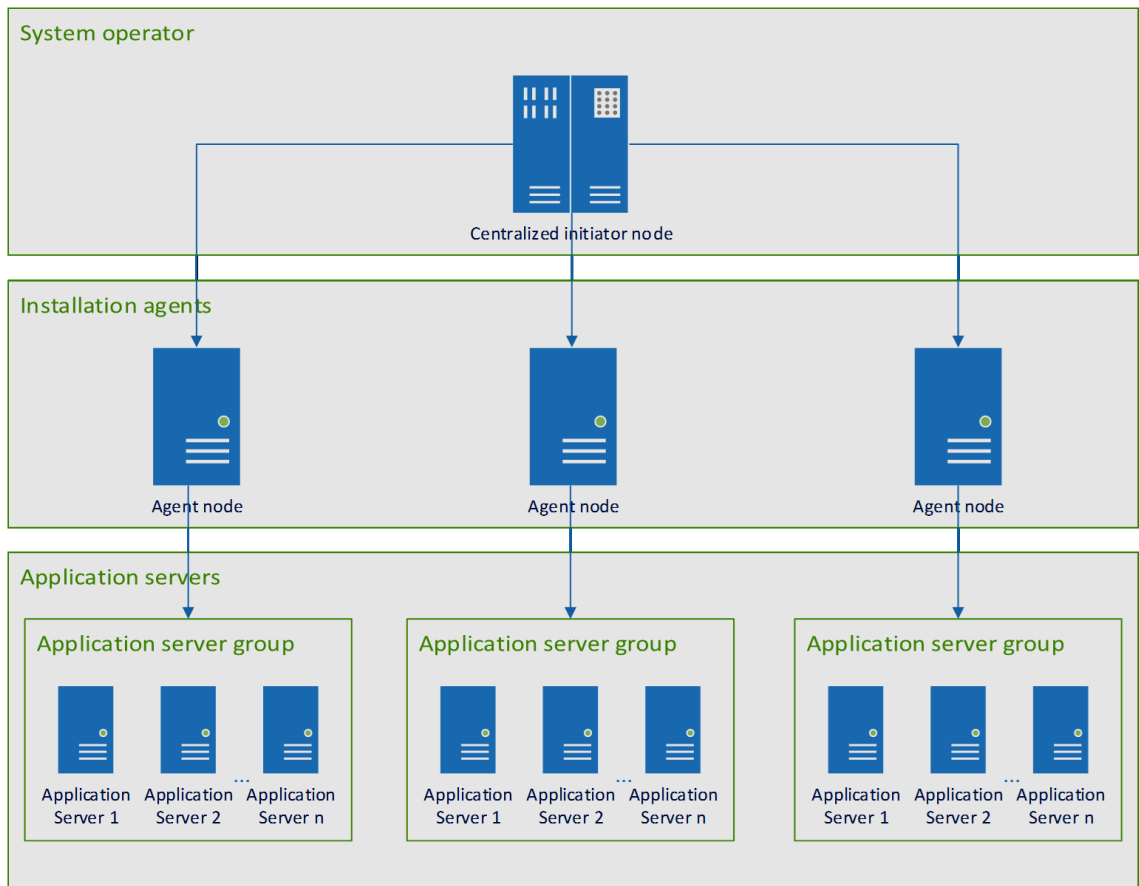 System operator
Centralized initiator node
Installation agents
Agent node
Agent node
Agent node
Application servers
Application server group
Application
Server 1
Application
Server 2
...
Application
Server n
Application server group
Application
Server 1
Application
Server 2
...
Application
Server n
Application server group
Application
Server 1
Application
Server 2
...
Application
Server n